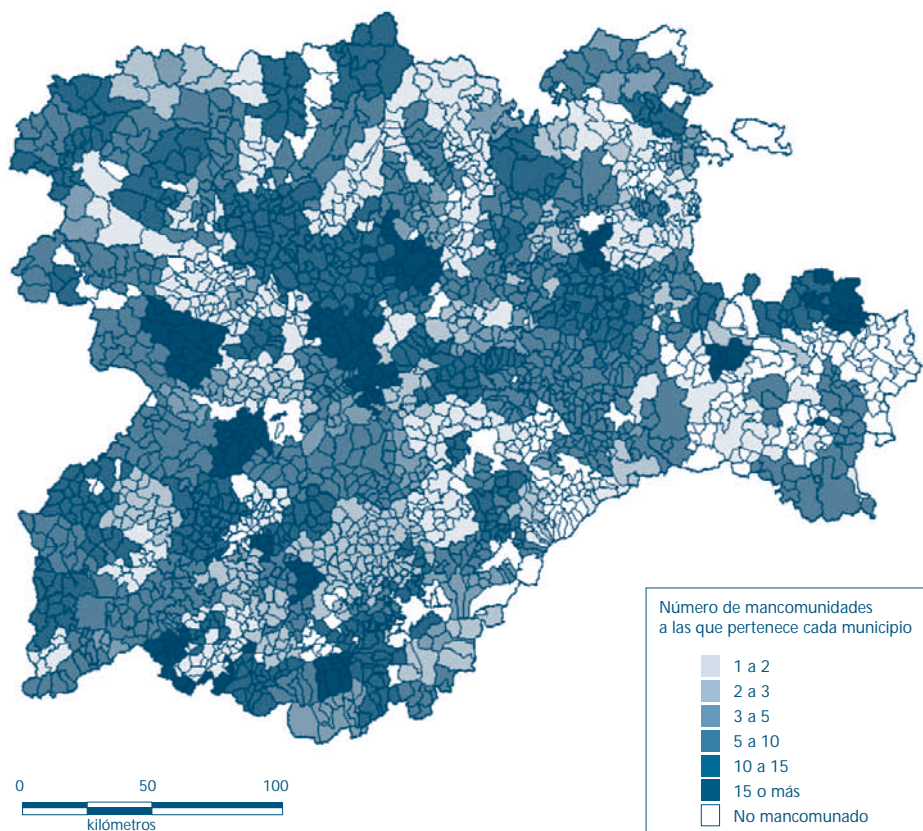 Número de mancomunidades
a las que pertenece cada municipio
1 a 2
2 a 3
3 a 5
5 a 10
10 a 15
15 o más
No mancomunado
0 50 100
kilómetros